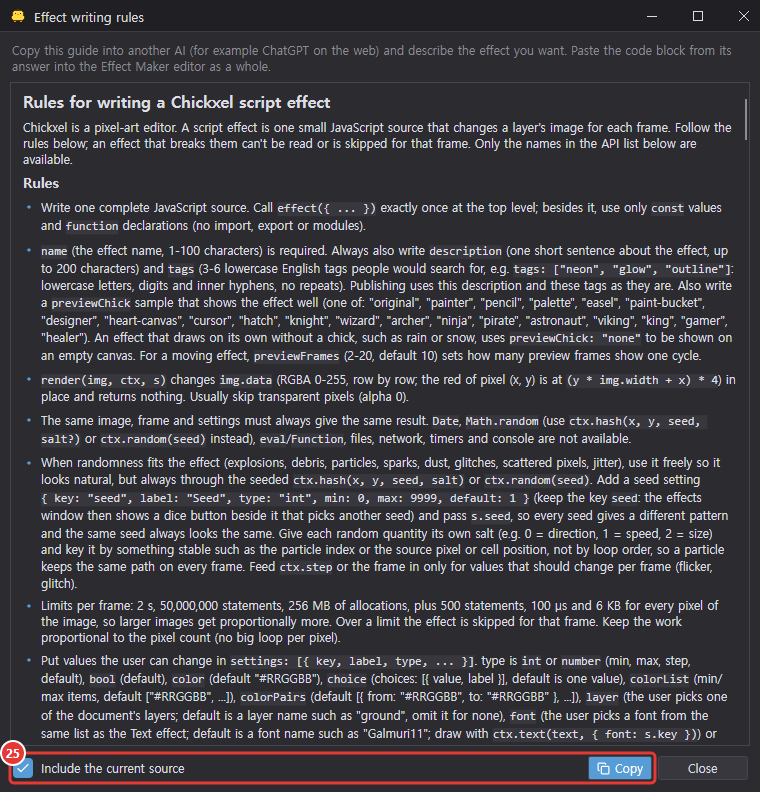 Effect writing rules
Copy this guide into another AI (for example ChatGPT on the web) and describe the effect you want. Paste the code block from its
answer into the Effect Maker editor as a whole.
Rules for writing a Chickxel script effect
Chickxel is a pixel-art editor. A script effect is one small JavaScript source that changes a layer's image for each frame. Follow the
rules below; an effect that breaks them can't be read or is skipped for that frame. Only the names in the API list below are
available.
Rules
• Write one complete JavaScript source. Call effect({ ... }) exactly once at the top level; besides it, use only const values
and function declarations (no import, export or modules).
• name (the effect name, 1-100 characters) is required. Always also write description (one short sentence about the effect, up
to 200 characters) and tags (3-6 lowercase English tags people would search for, e.g. tags: ["neon", "glow", "outline"]:
lowercase letters, digits and inner hyphens, no repeats). Publishing uses this description and these tags as they are. Also write
a previewChick sample that shows the effect well (one of: "original", "painter", "pencil", "palette", "easel", "paint-bucket",
"designer", "heart-canvas", "cursor", "hatch", "knight", "wizard", "archer", "ninja", "pirate", "astronaut", "viking", "king", "gamer",
"healer"). An effect that draws on its own without a chick, such as rain or snow, uses previewChick: "none" to be shown on
an empty canvas. For a moving effect, previewFrames (2-20, default 10) sets how many preview frames show one cycle.
• render(img, ctx, s) changes img.data (RGBA 0-255, row by row; the red of pixel (x, y) is at (y * img.width + x) * 4) in
place and returns nothing. Usually skip transparent pixels (alpha 0).
• The same image, frame and settings must always give the same result. Date, Math.random (use ctx.hash(x, y, seed,
salt?) or ctx.random(seed) instead), eval/Function, files, network, timers and console are not available.
• When randomness fits the effect (explosions, debris, particles, sparks, dust, glitches, scattered pixels, jitter), use it freely so it
looks natural, but always through the seeded ctx.hash(x, y, seed, salt) or ctx.random(seed). Add a seed setting
{ key: "seed", label: "Seed", type: "int", min: 0, max: 9999, default: 1 } (keep the key seed: the effects
window then shows a dice button beside it that picks another seed) and pass s.seed, so every seed gives a different pattern
and the same seed always looks the same. Give each random quantity its own salt (e.g. 0 = direction, 1 = speed, 2 = size)
and key it by something stable such as the particle index or the source pixel or cell position, not by loop order, so a particle
keeps the same path on every frame. Feed ctx.step or the frame in only for values that should change per frame (flicker,
glitch).
• Limits per frame: 2 s, 50,000,000 statements, 256 MB of allocations, plus 500 statements, 100 µs and 6 KB for every pixel of
the image, so larger images get proportionally more. Over a limit the effect is skipped for that frame. Keep the work
proportional to the pixel count (no big loop per pixel).
• Put values the user can change in settings: [{ key, label, type, ... }]. type is int or number (min, max, step,
default), bool (default), color (default "#RRGGBB"), choice (choices: [{ value, label }], default is one value), colorList (min/
max items, default ["#RRGGBB", ...]), colorPairs (default [{ from: "#RRGGBB", to: "#RRGGBB" }, ...]), layer (the user picks one
of the document's layers; default is a layer name such as "ground", omit it for none), font (the user picks a font from the
same list as the Text effect; default is a font name such as "Galmuri11"; draw with ctx.text(text, { font: s.key })) or
25
Include the current source
Copy
Close